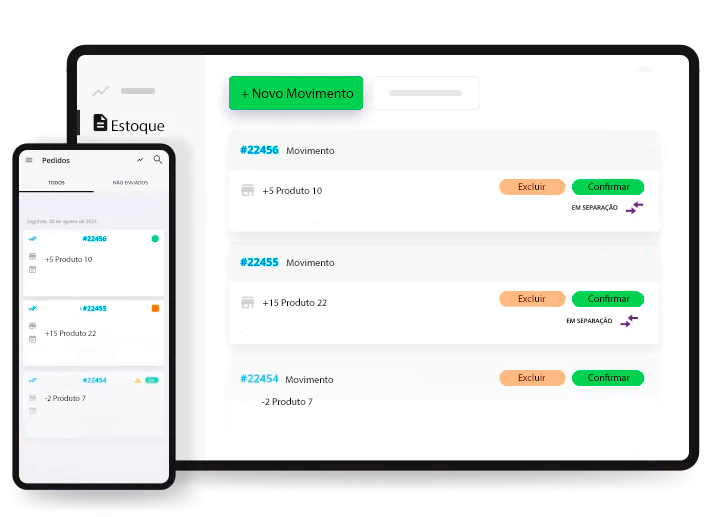 + Novo Movimento
Estoque
#22456 Movimento
+5 Produto 10
Excluir
Confirmar
EM SEPARAÇÃO
#22455 Movimento
+15 Produto 22
Excluir
Confirmar
EM SEPARAÇÃO
#22454 Movimento
-2 Produto 7
Excluir
Confirmar
Pedidos
TODOS
NÃO ENVIADOS
Segunda, 30 de agosto de
#22456
+5 Produto 10
#22455
+15 Produto 22
#22454
-2 Produto 7